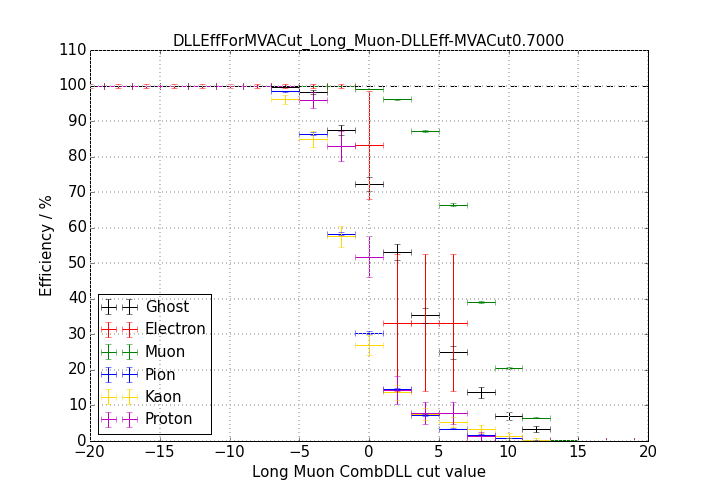 DLLEffForMVACut_Long_Muon-DLLEff-MVACut0.7000
110
100
90
80
70
60
50
40
30
20
10
0
Efficiency / %
Ghost
Electron
Muon
Pion
Kaon
Proton
−20 −15 −10 −5 0 5 10 15 20
Long Muon CombDLL cut value